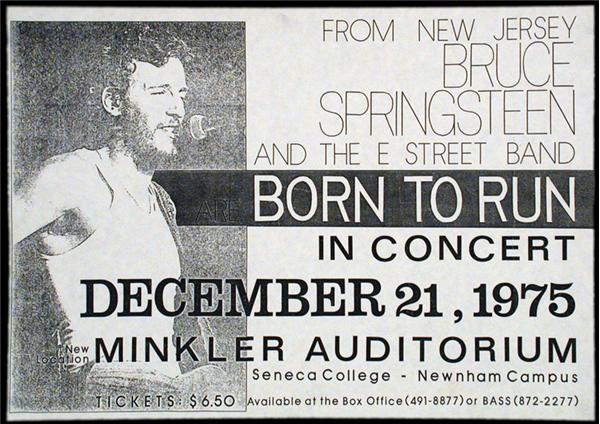 FROM NEW JERSEY
BRUCE
SPRINGSTEEN
AND THE E STREET BAND
ARE BORN TO RUN
IN CONCERT
DECEMBER 21, 1975
New
Location MINKLER AUDITORIUM
Seneca College - Newnham Campus
TICKETS: $6.50 Available at the Box Office (491-8877) or BASS (872-2277)